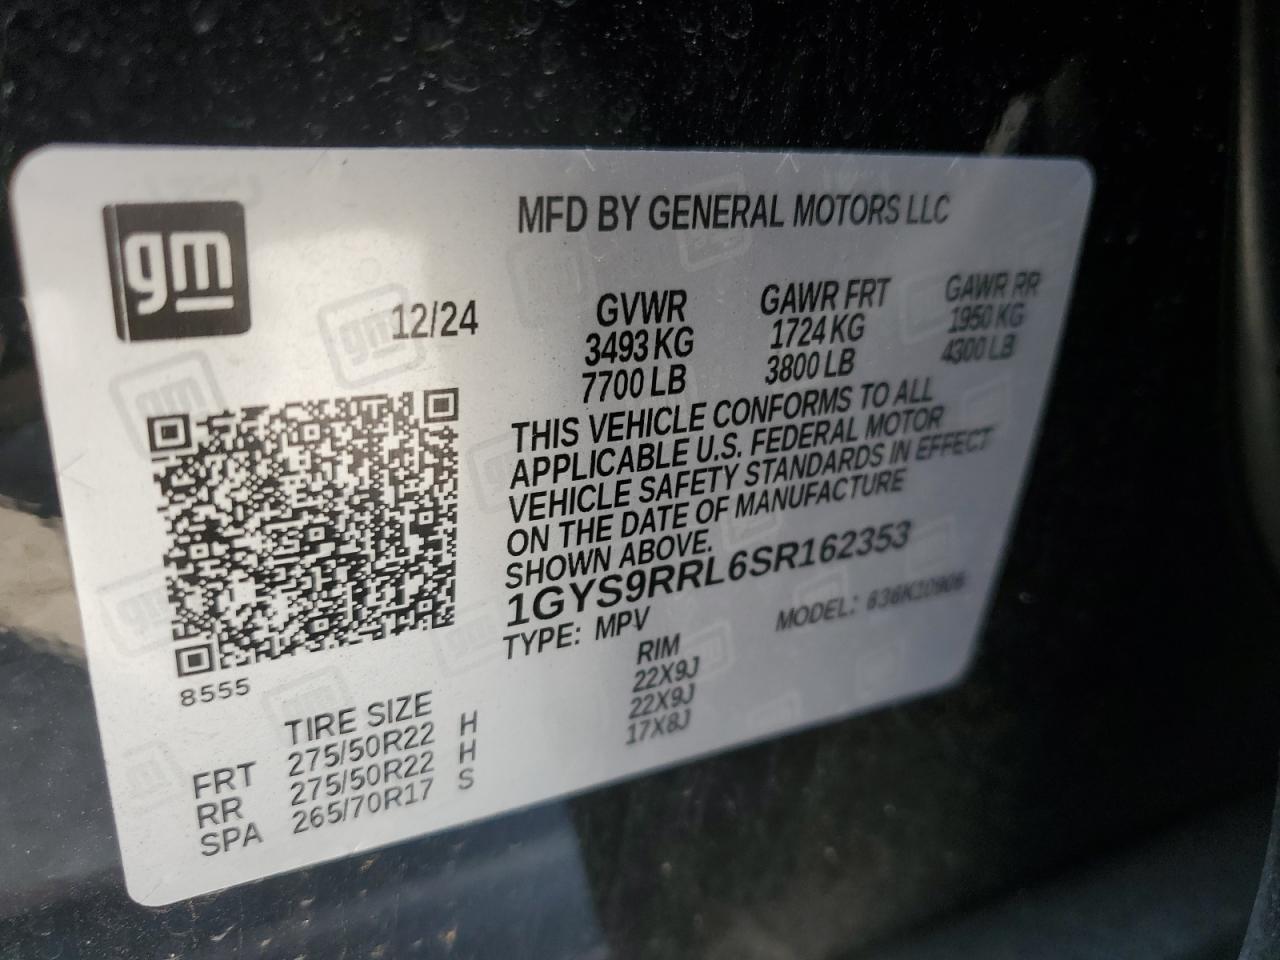 gm
MFD BY GENERAL MOTORS LLC
12/24
GVWR GAWR FRT GAWR RR
3493 KG 1724 KG 1950 KG
7700 LB 3800 LB 4300 LB
THIS VEHICLE CONFORMS TO ALL
APPLICABLE U.S. FEDERAL MOTOR
VEHICLE SAFETY STANDARDS IN EFFECT
ON THE DATE OF MANUFACTURE
SHOWN ABOVE.
1GYS9RRL6SR162353
TYPE: MPV MODEL: 636K10906
8555
TIRE SIZE RIM
FRT 275/50R22 H 22X9J
RR 275/50R22 H 22X9J
SPA 265/70R17 S 17X8J